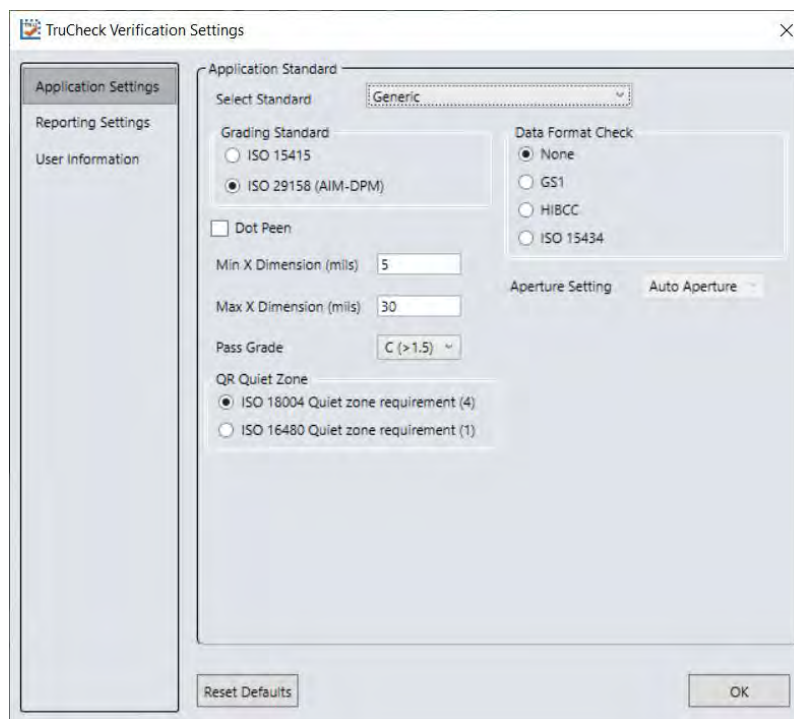 TruCheck Verification Settings
Application Settings
Reporting Settings
User Information
Application Standard
Select Standard
Generic
Grading Standard
ISO 15415
ISO 29158 (AIM-DPM)
Data Format Check
None
GS1
HIBCC
ISO 15434
Dot Peen
Min X Dimension (mils)
5
Aperture Setting
Auto Aperture
Max X Dimension (mils)
30
Pass Grade
C (>1.5)
QR Quiet Zone
ISO 18004 Quiet zone requirement (4)
ISO 16480 Quiet zone requirement (1)
Reset Defaults
OK